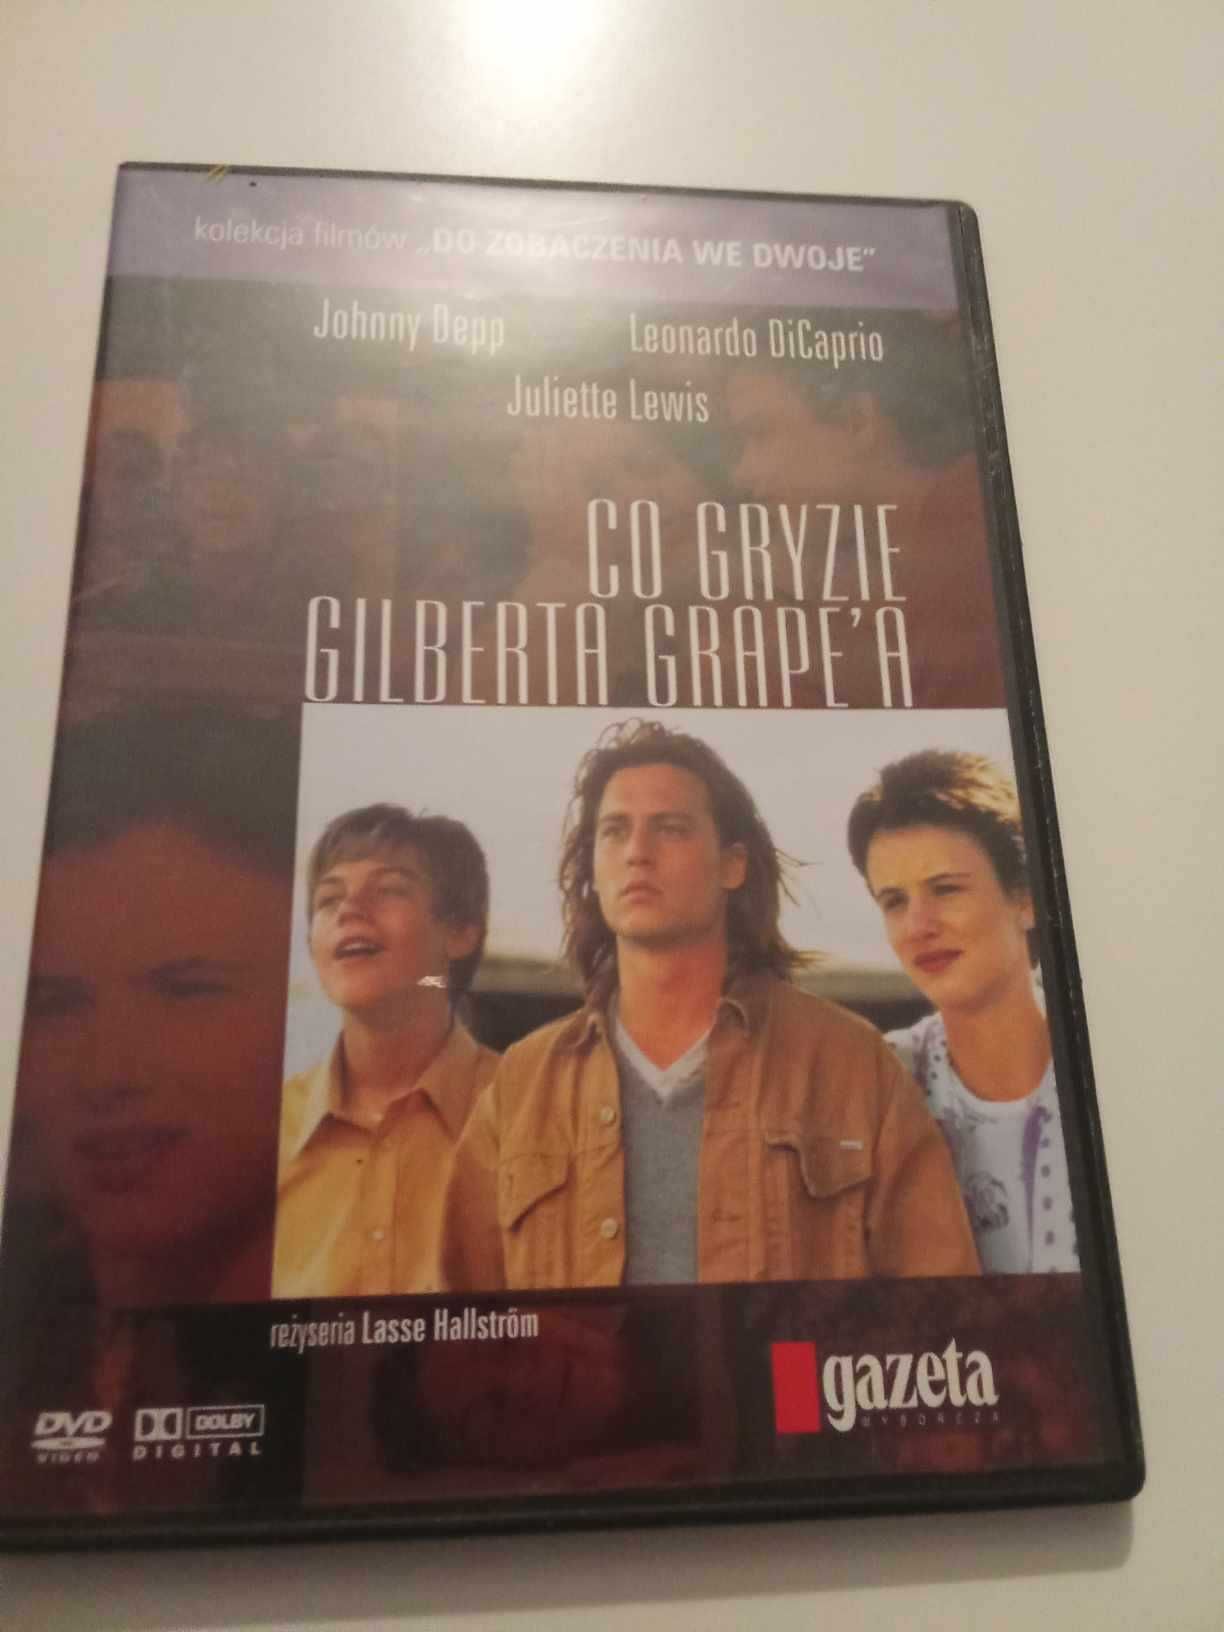 kolekcja filmów „DO ZOBACZENIA WE DWOJE”
Johnny Depp Leonardo DiCaprio
Juliette Lewis
CO GRYZIE
GILBERTA GRAPE'A
reżyseria Lasse Hallström
gazeta
WYBORCZA
DVD
VIDEO
DOLBY
DIGITAL